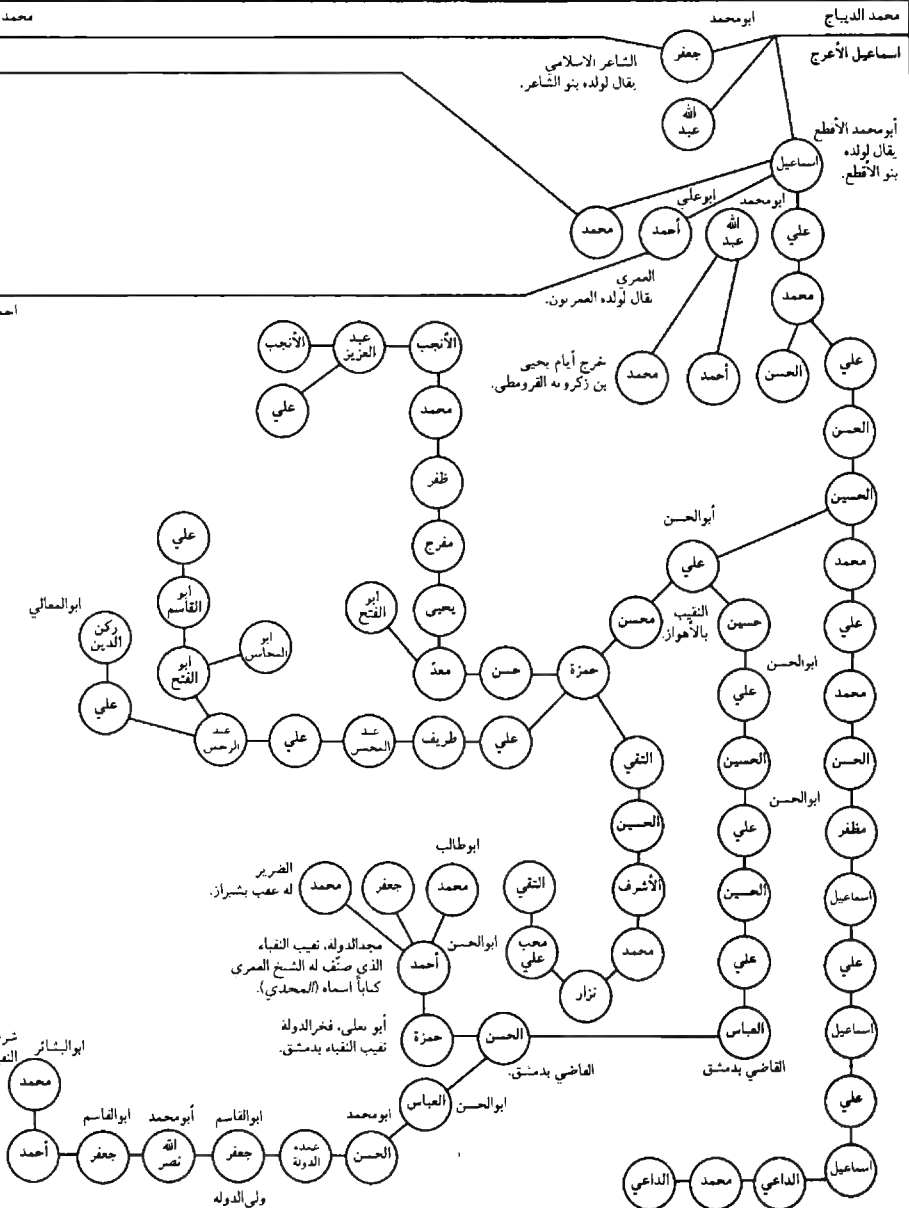 محمد الديباج
محمد
اسماعيل الأعرج
ابومحمد
جعفر
الشاعر الاسلامي
يقال لولده بنو الشاعر.
عبد الله
أبومحمد الأقطع
يقال لولده
بنو الأقطع.
اسماعيل
علي
ابومحمد
عبد الله
ابوعلي
أحمد
محمد
العمري
يقال لولده العمريون.
محمد
علي
الحسن
أحمد
محمد
خرج أيام يحيى
بن زكرويه القرومطي.
الأنجب
عبد
العزيز
الأنجب
علي
محمد
ظفر
مفرج
يحيى
معدّ
ابو
الفتح
حسن
حمزة
الحسن
الحسين
أبوالحسن
علي
النقيب
بالأهواز.
محسن
حسين
ابوالحسن
علي
الحسين
ابوالحسن
علي
الحسين
علي
العباس
القاضي بدمشق
محمد
علي
محمد
الحسن
مظفر
اسماعيل
علي
اسماعيل
علي
اسماعيل
الداعي
محمد
الداعي
علي
أبو
القاسم
ابو
الفتح
ابو
المحاسن
ابوالمعالي
ركن
الدين
علي
عبد
الرحمن
علي
عبد
المحسن
طريف
علي
التقي
الحسين
الأشرف
محمد
نزار
محب
علي
التقي
ابوطالب
محمد
جعفر
محمد
الضرير
له عقب بشيراز.
ابوالحسن
أحمد
مجدالدولة، نقيب النقباء
الذي صنّف له الشيخ العمري
كتاباً اسماه (المجدي).
حمزة
أبو يعلى، فخرالدولة
نقيب النقباء بدمشق.
الحسن
القاضي بدمشق.
العباس
ابوالحسن
ابومحمد
الحسن
عمدة
الدولة
ابوالقاسم
جعفر
ولي الدوله
أبومحمد
نصر الله
ابوالقاسم
جعفر
أحمد
محمد
ابوالبشائر